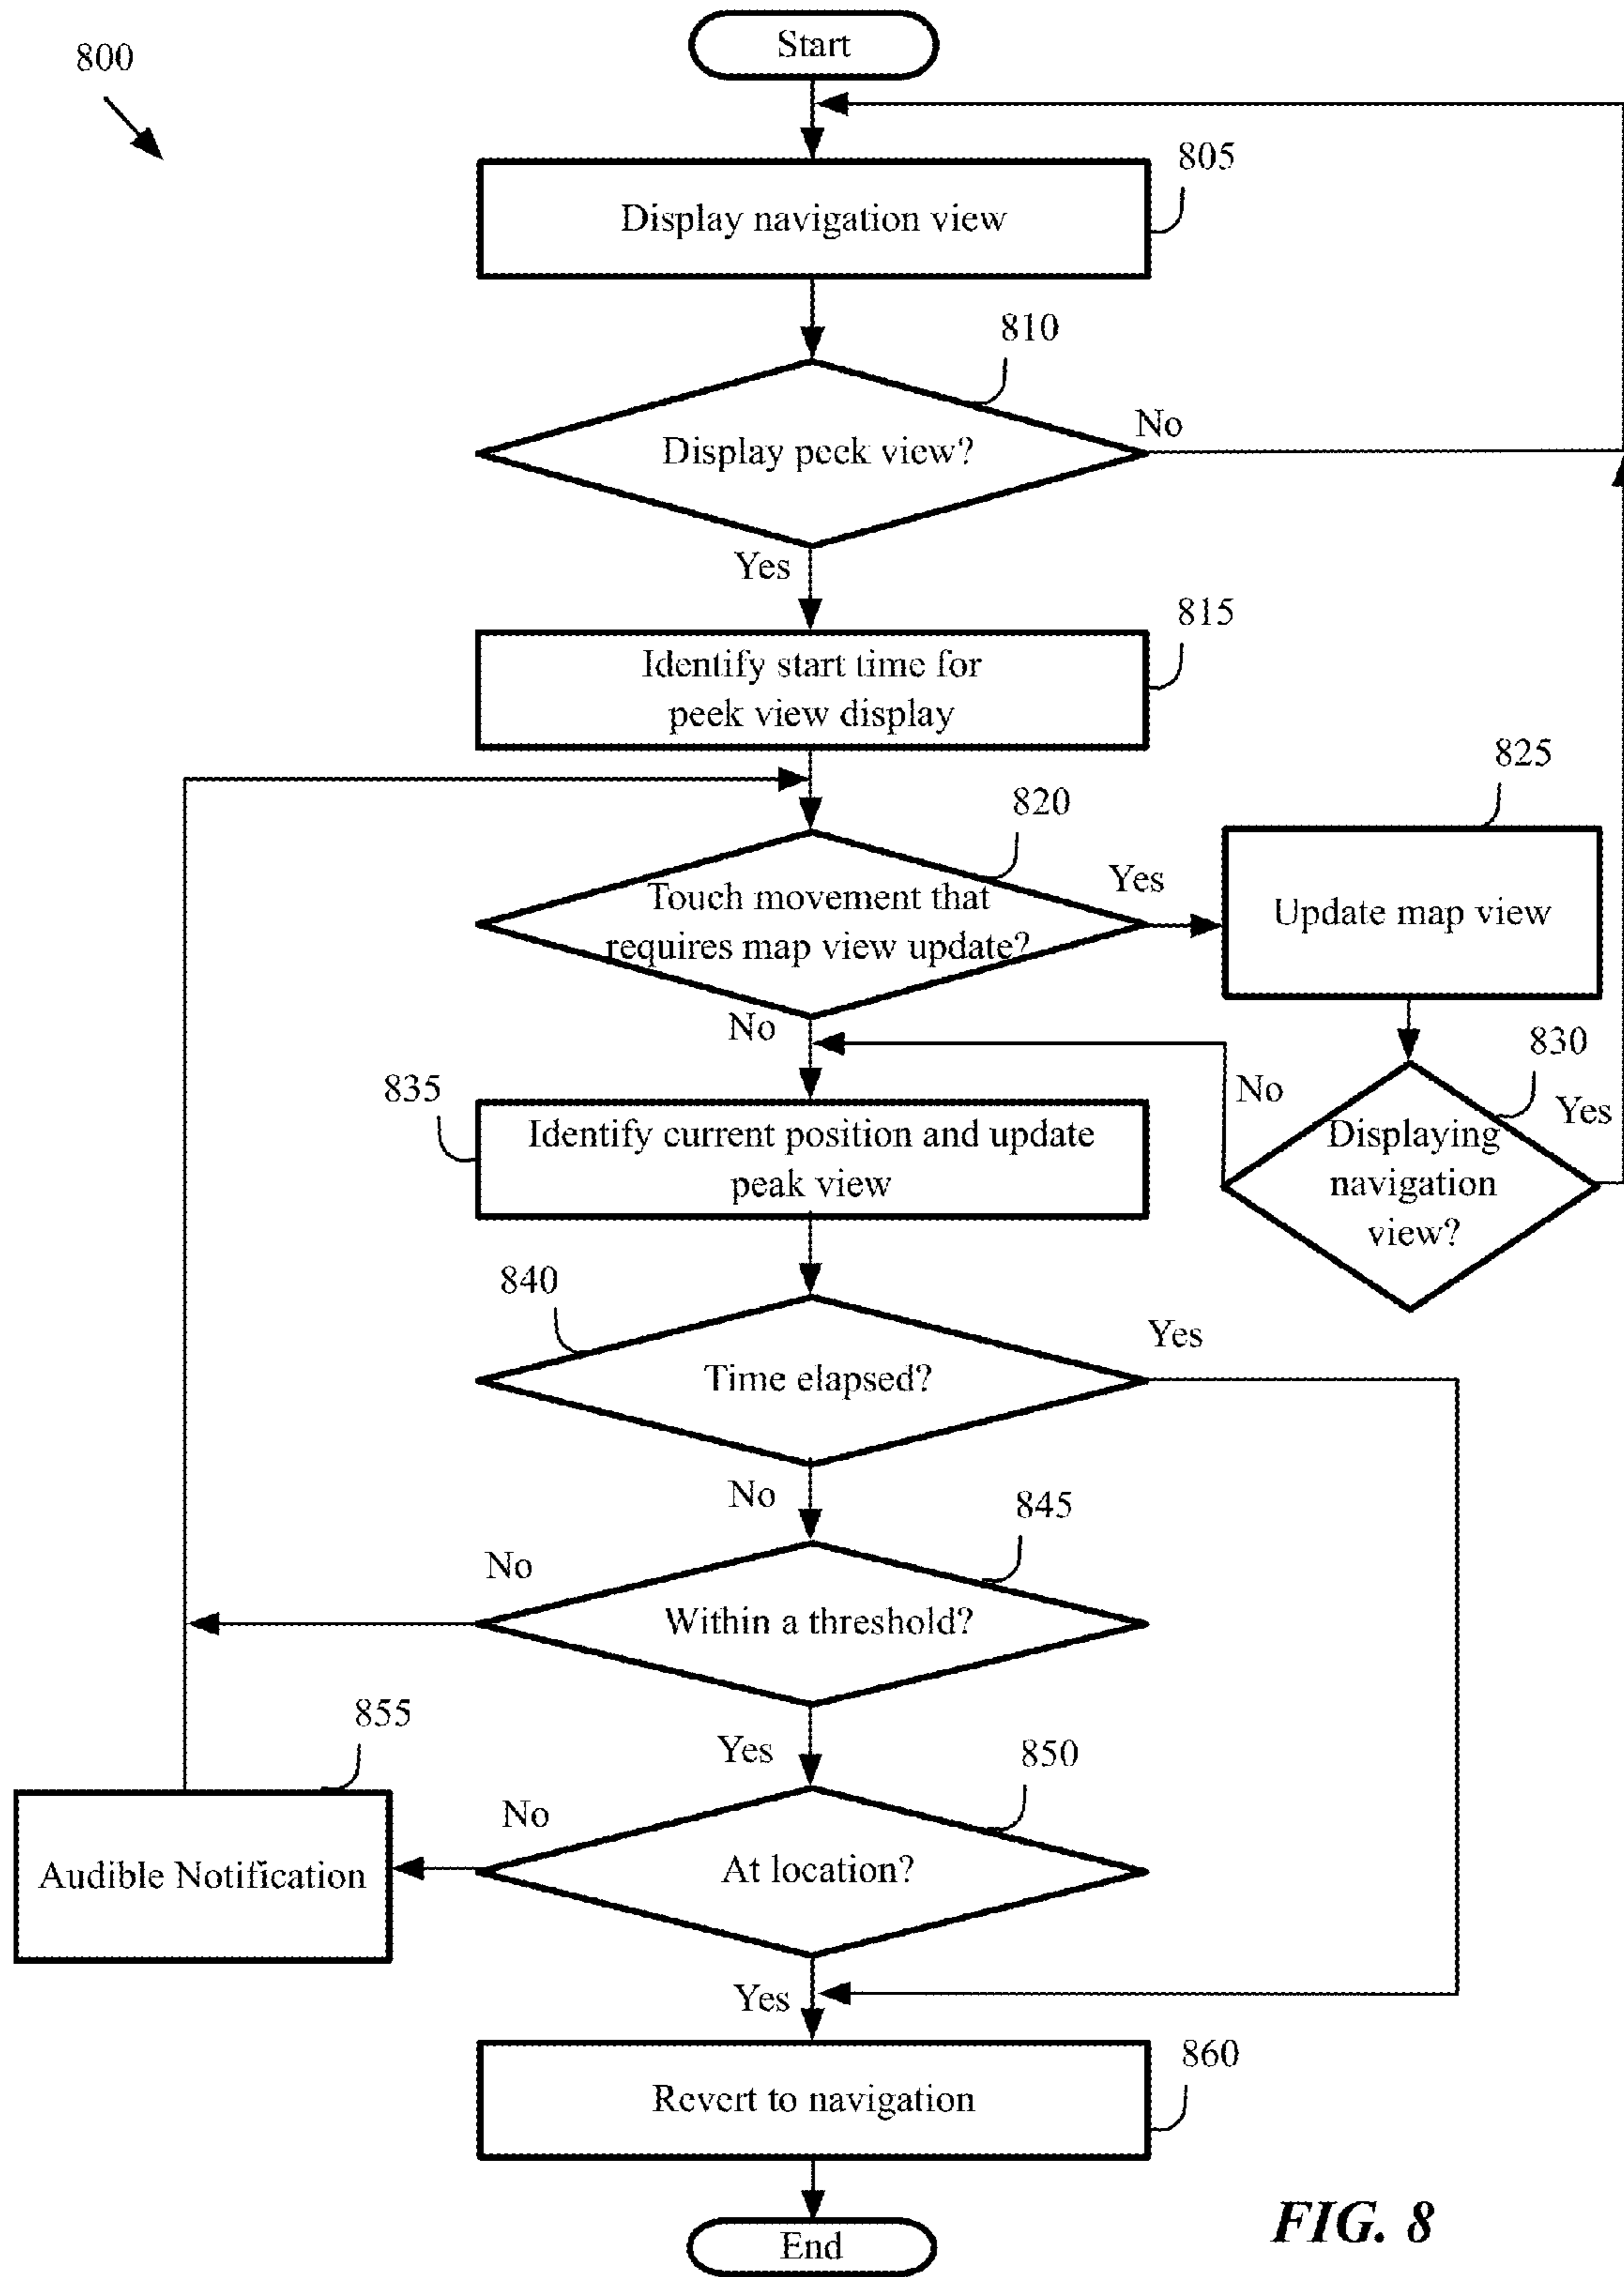 800
Start
805
Display navigation view
810
Display peek view?
No
Yes
815
Identify start time for
peek view display
825
820
Touch movement that
requires map view update?
Yes
Update map view
No
830
No
Yes
Displaying
navigation
view?
835
Identify current position and update
peak view
840
Time elapsed?
Yes
No
845
No
Within a threshold?
855
Yes
850
No
Audible Notification
At location?
Yes
860
Revert to navigation
End
FIG. 8